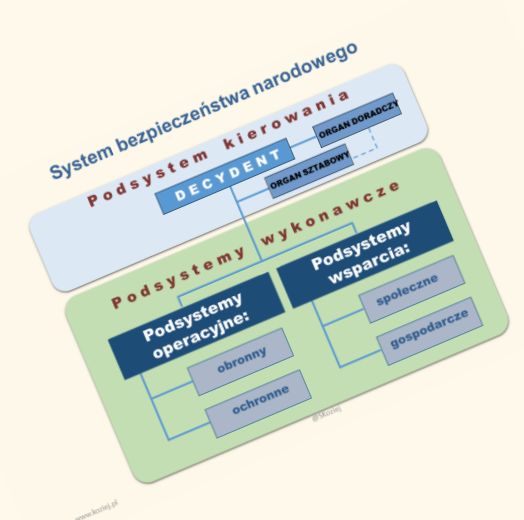 System bezpieczeństwa narodowego
Podsystem kierowania
DECYDENT
ORGAN DORADCZY
ORGAN SZTABOWY
Podsystemy wykonawcze
Podsystemy
operacyjne:
obronny
ochronne
Podsystemy
wsparcia:
społeczne
gospodarcze
@SKoziej
www.koziej.pl